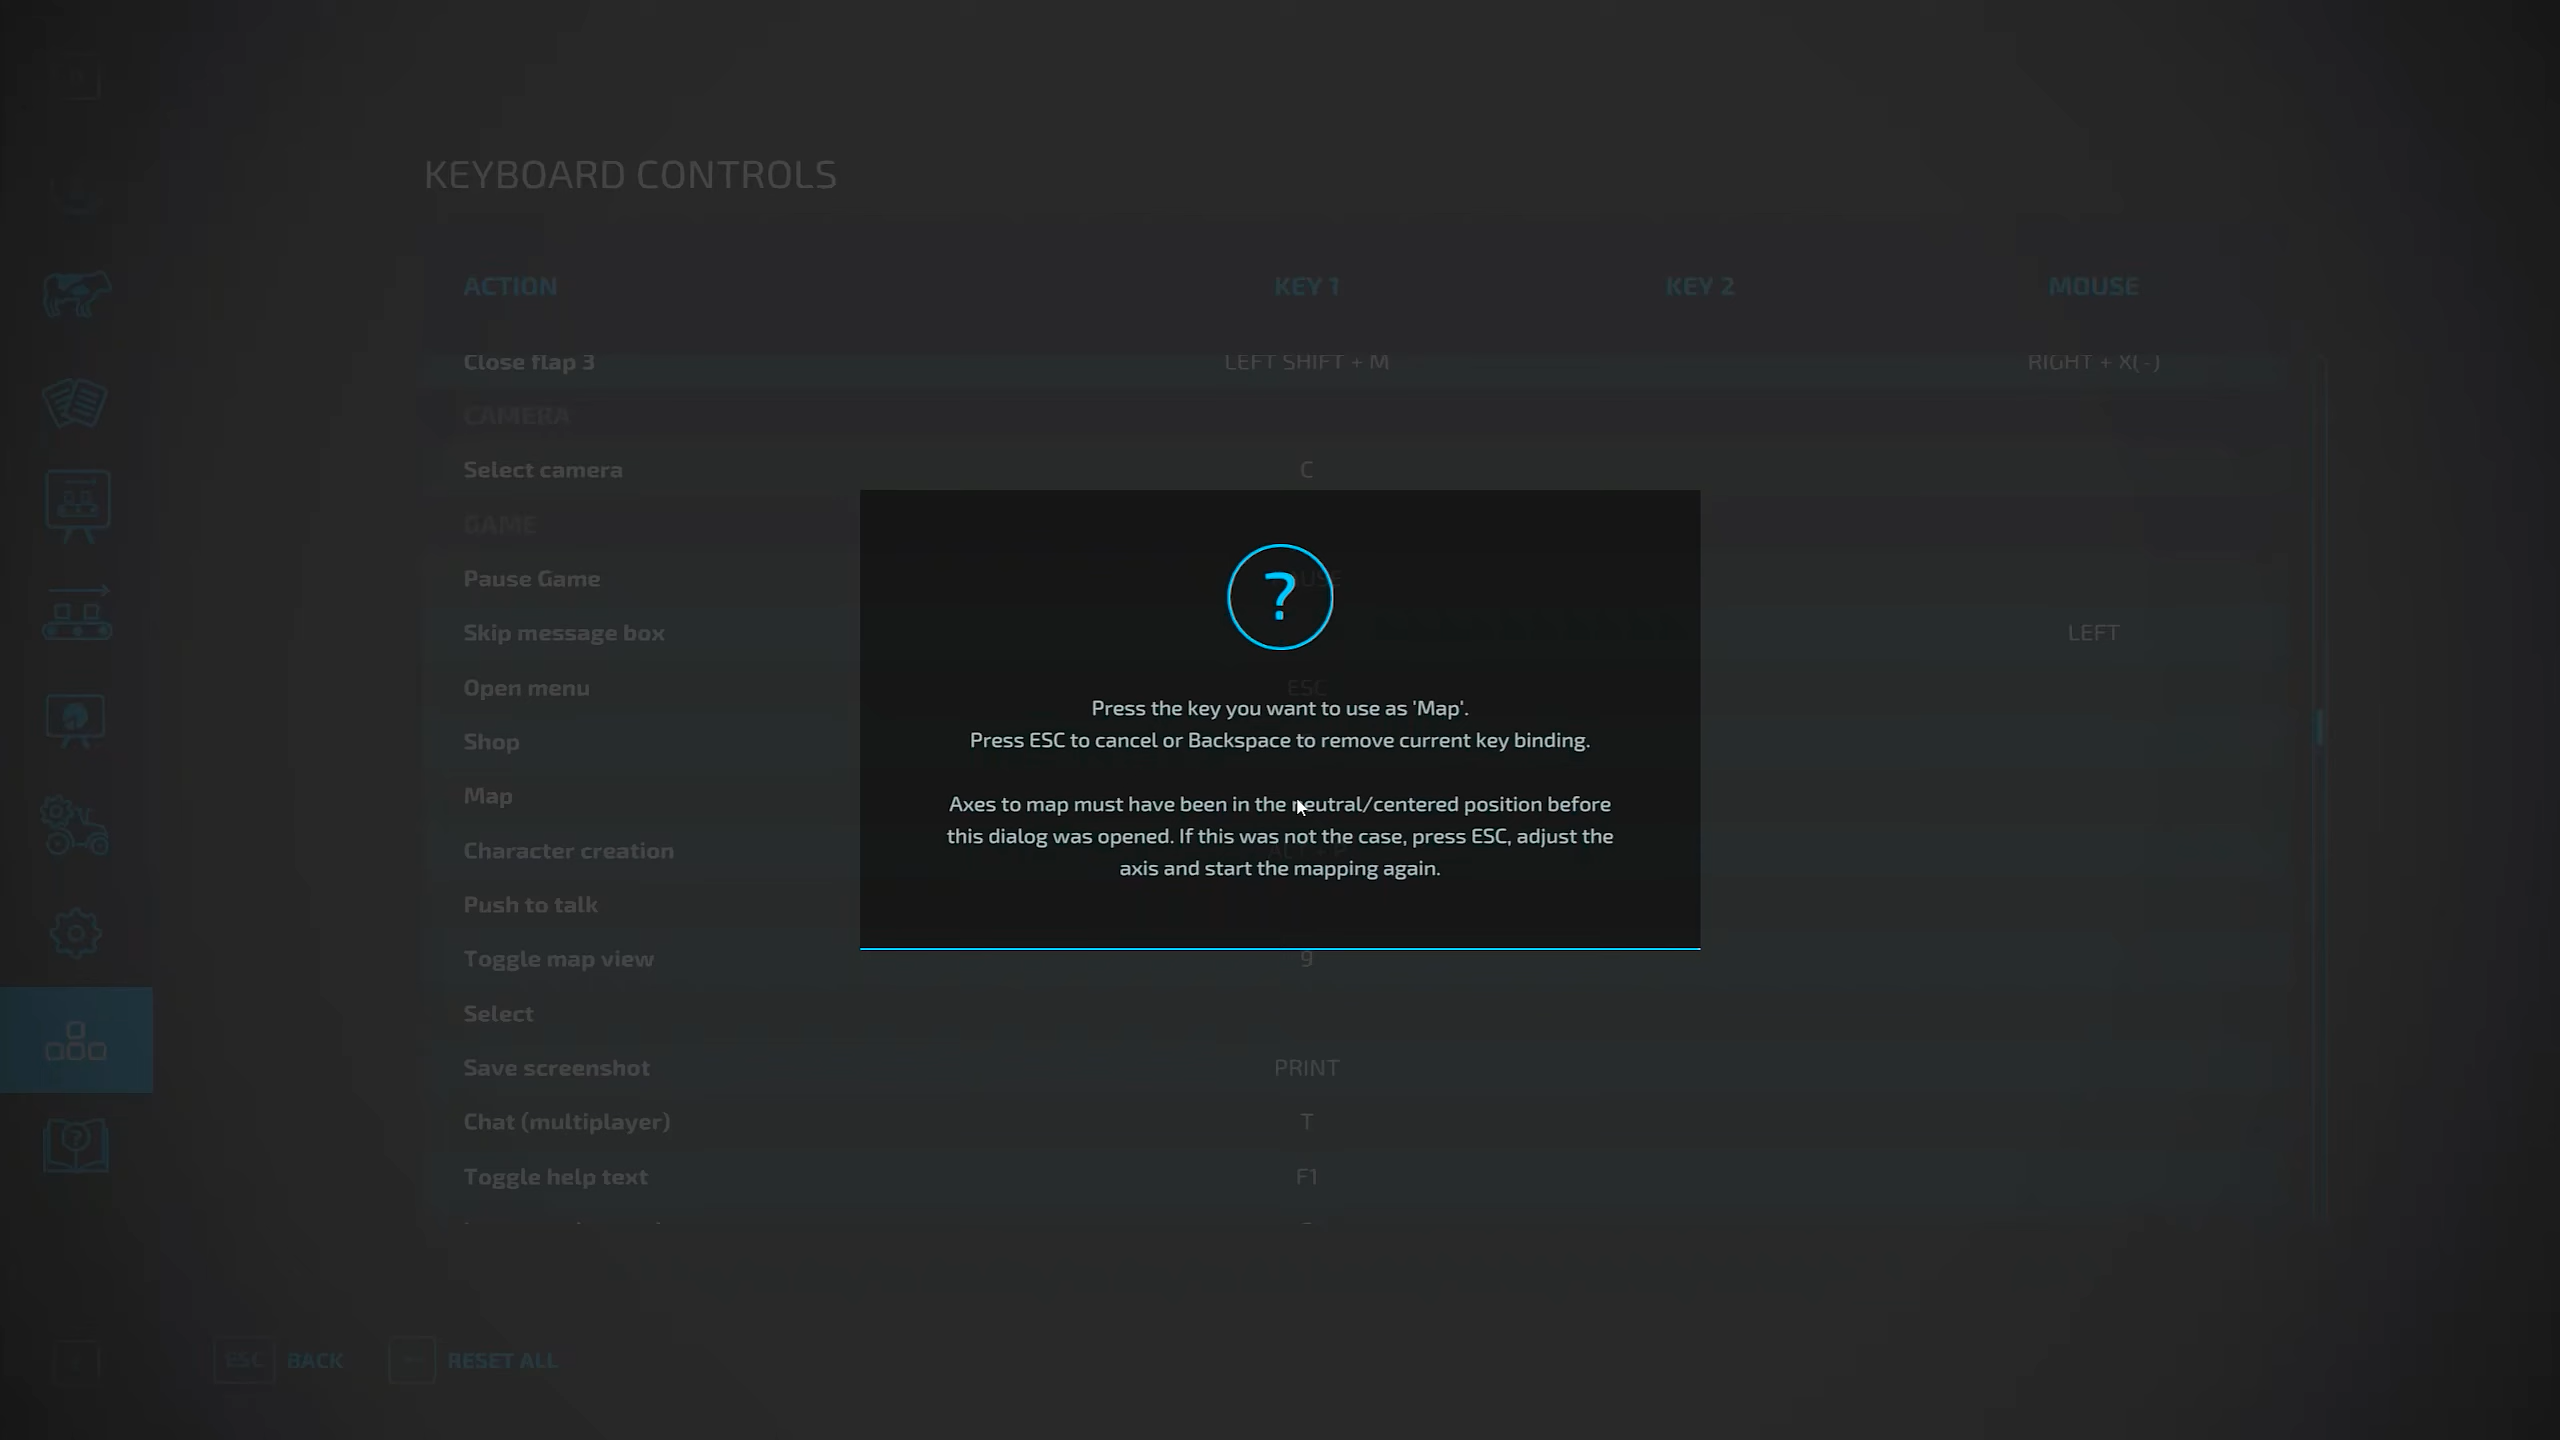 KEYBOARD CONTROLS
ACTION KEY 1 KEY 2 MOUSE
Close flap 3 LEFT SHIFT + M RIGHT + X(-)
CAMERA
Select camera C
GAME
Pause Game
Skip message box LEFT
Open menu ESC
Shop
Map
Character creation
Push to talk
Toggle map view 9
Select
Save screenshot PRINT
Chat (multiplayer) T
Toggle help text F1
?
Press the key you want to use as 'Map'.
Press ESC to cancel or Backspace to remove current key binding.
Axes to map must have been in the neutral/centered position before
this dialog was opened. If this was not the case, press ESC, adjust the
axis and start the mapping again.
ESC BACK RESET ALL